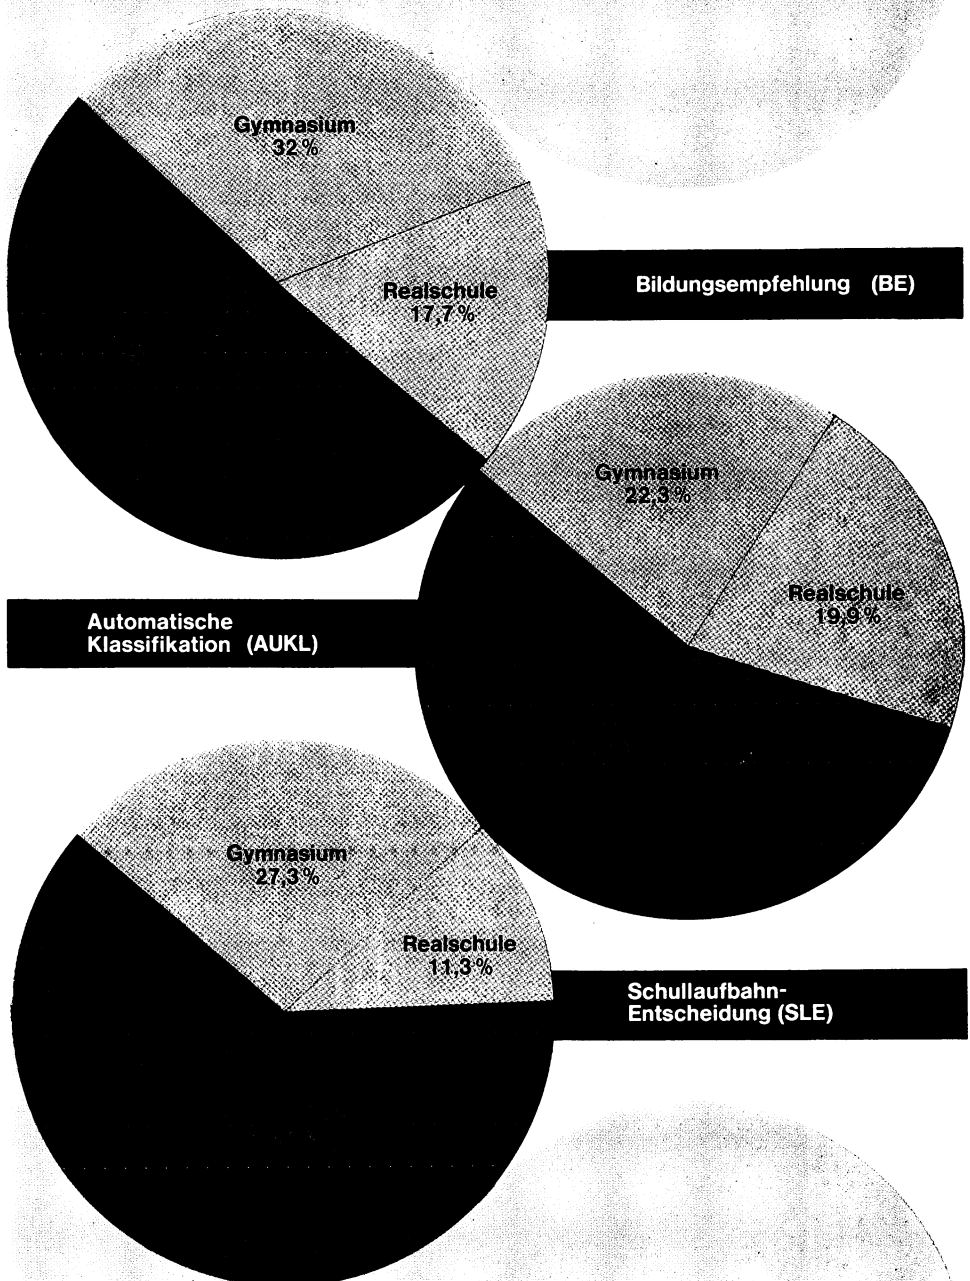 Gymnasium
32%
Realschule
17,7%
Bildungsempfehlung (BE)
Gymnasium
22,3%
Realschule
19,9%
Automatische
Klassifikation (AUKL)
Gymnasium
27,3%
Realschule
11,3%
Schullaufbahn-
Entscheidung (SLE)